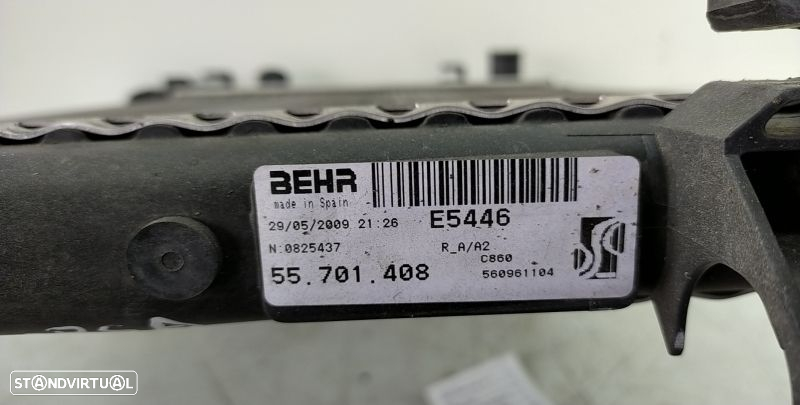 BEHR
made in Spain
29/05/2009 21:26 E5446
N:0825437 R_A/A2
C860
55.701.408 560961104
STANDVIRTUAL